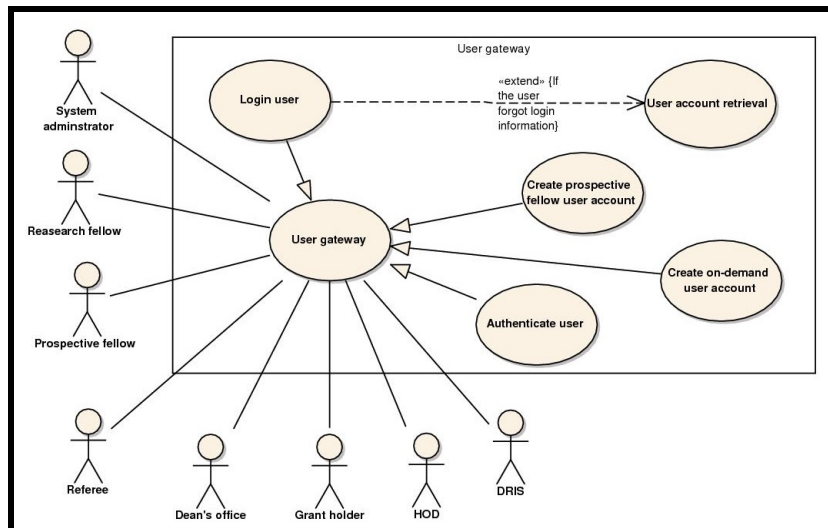 User gateway
Login user
«extend» {If
the user
forgot login
information}
User account retrieval
System
adminstrator
Create prospective
fellow user account
Reasearch fellow
User gateway
Create on-demand
user account
Authenticate user
Prospective fellow
Referee
Dean's office
Grant holder
HOD
DRIS